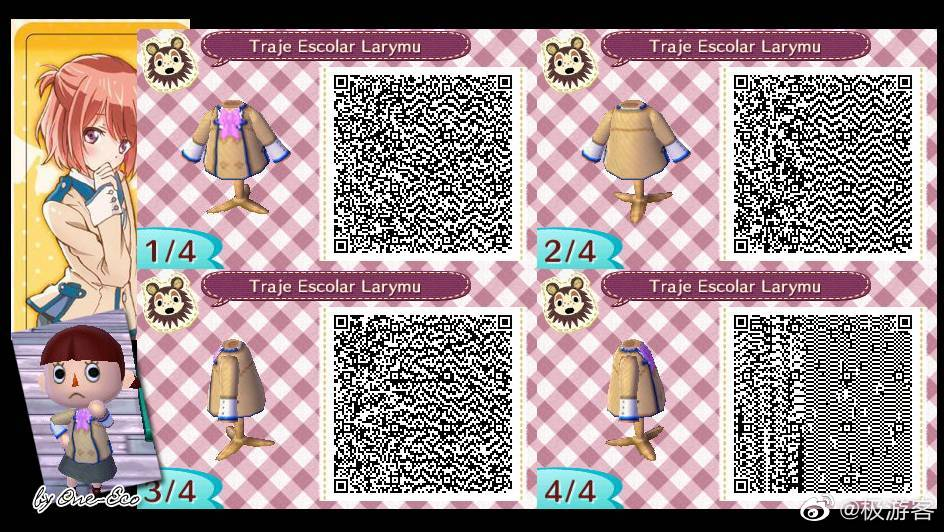 Traje Escolar Larymu
1/4
Traje Escolar Larymu
2/4
Traje Escolar Larymu
3/4
Traje Escolar Larymu
4/4
by One-Eco
@极游客